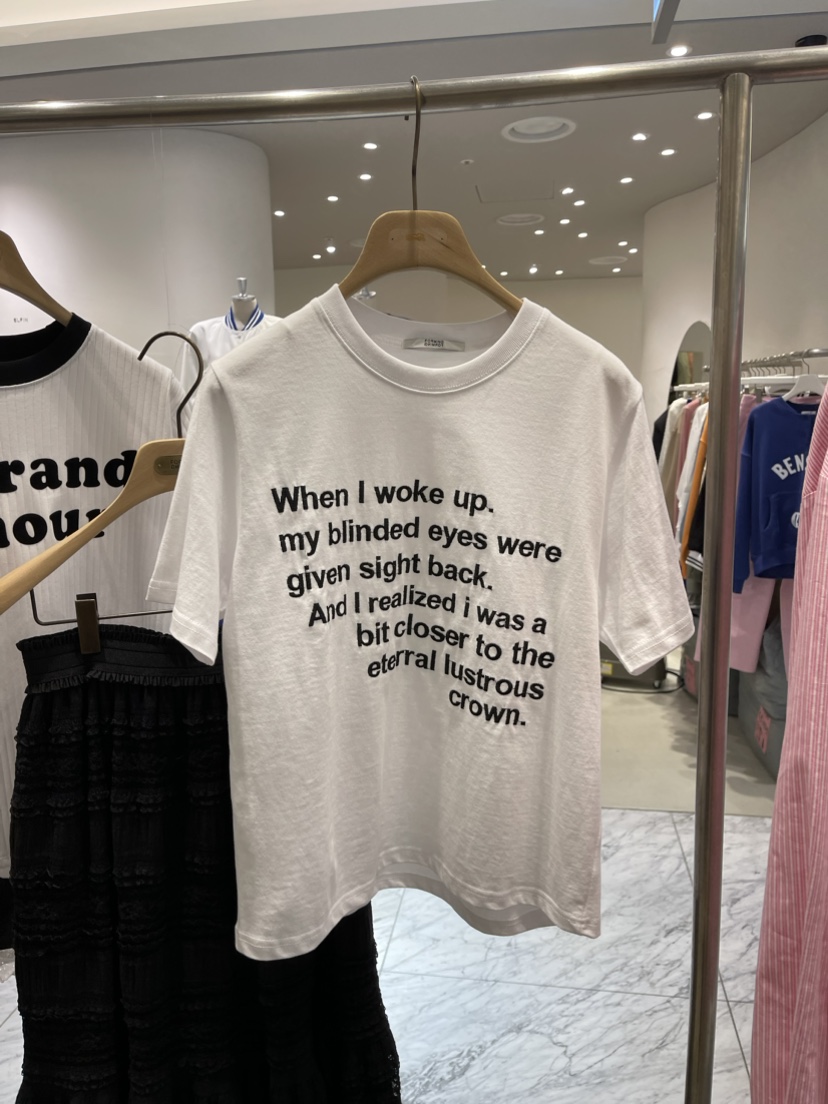 When I woke up.
my blinded eyes were
given sight back.
And I realized i was a
bit closer to the
eterral lustrous
crown.
rand
BEN